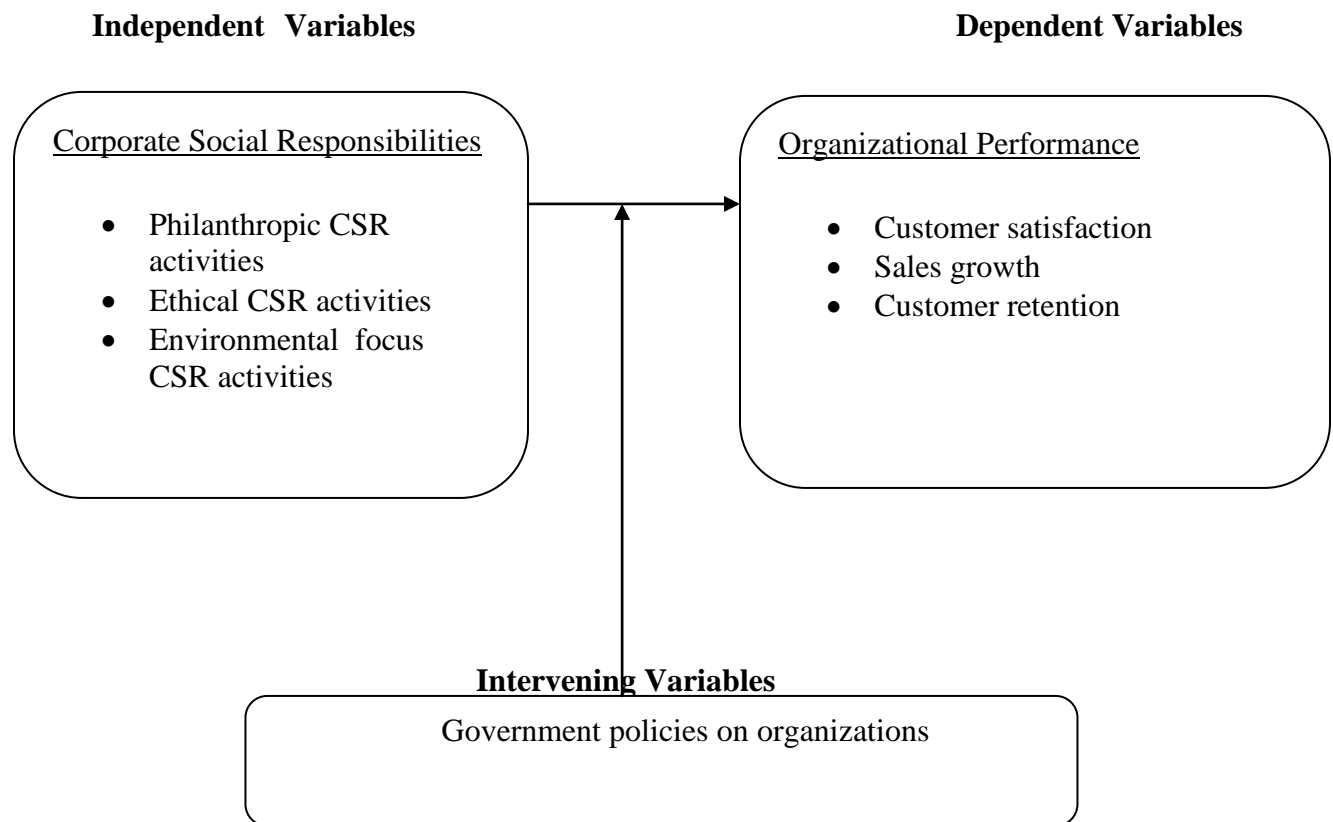 Independent Variables
Dependent Variables
Corporate Social Responsibilities
• Philanthropic CSR
activities
• Ethical CSR activities
• Environmental focus
CSR activities
Organizational Performance
• Customer satisfaction
• Sales growth
• Customer retention
Intervening Variables
Government policies on organizations